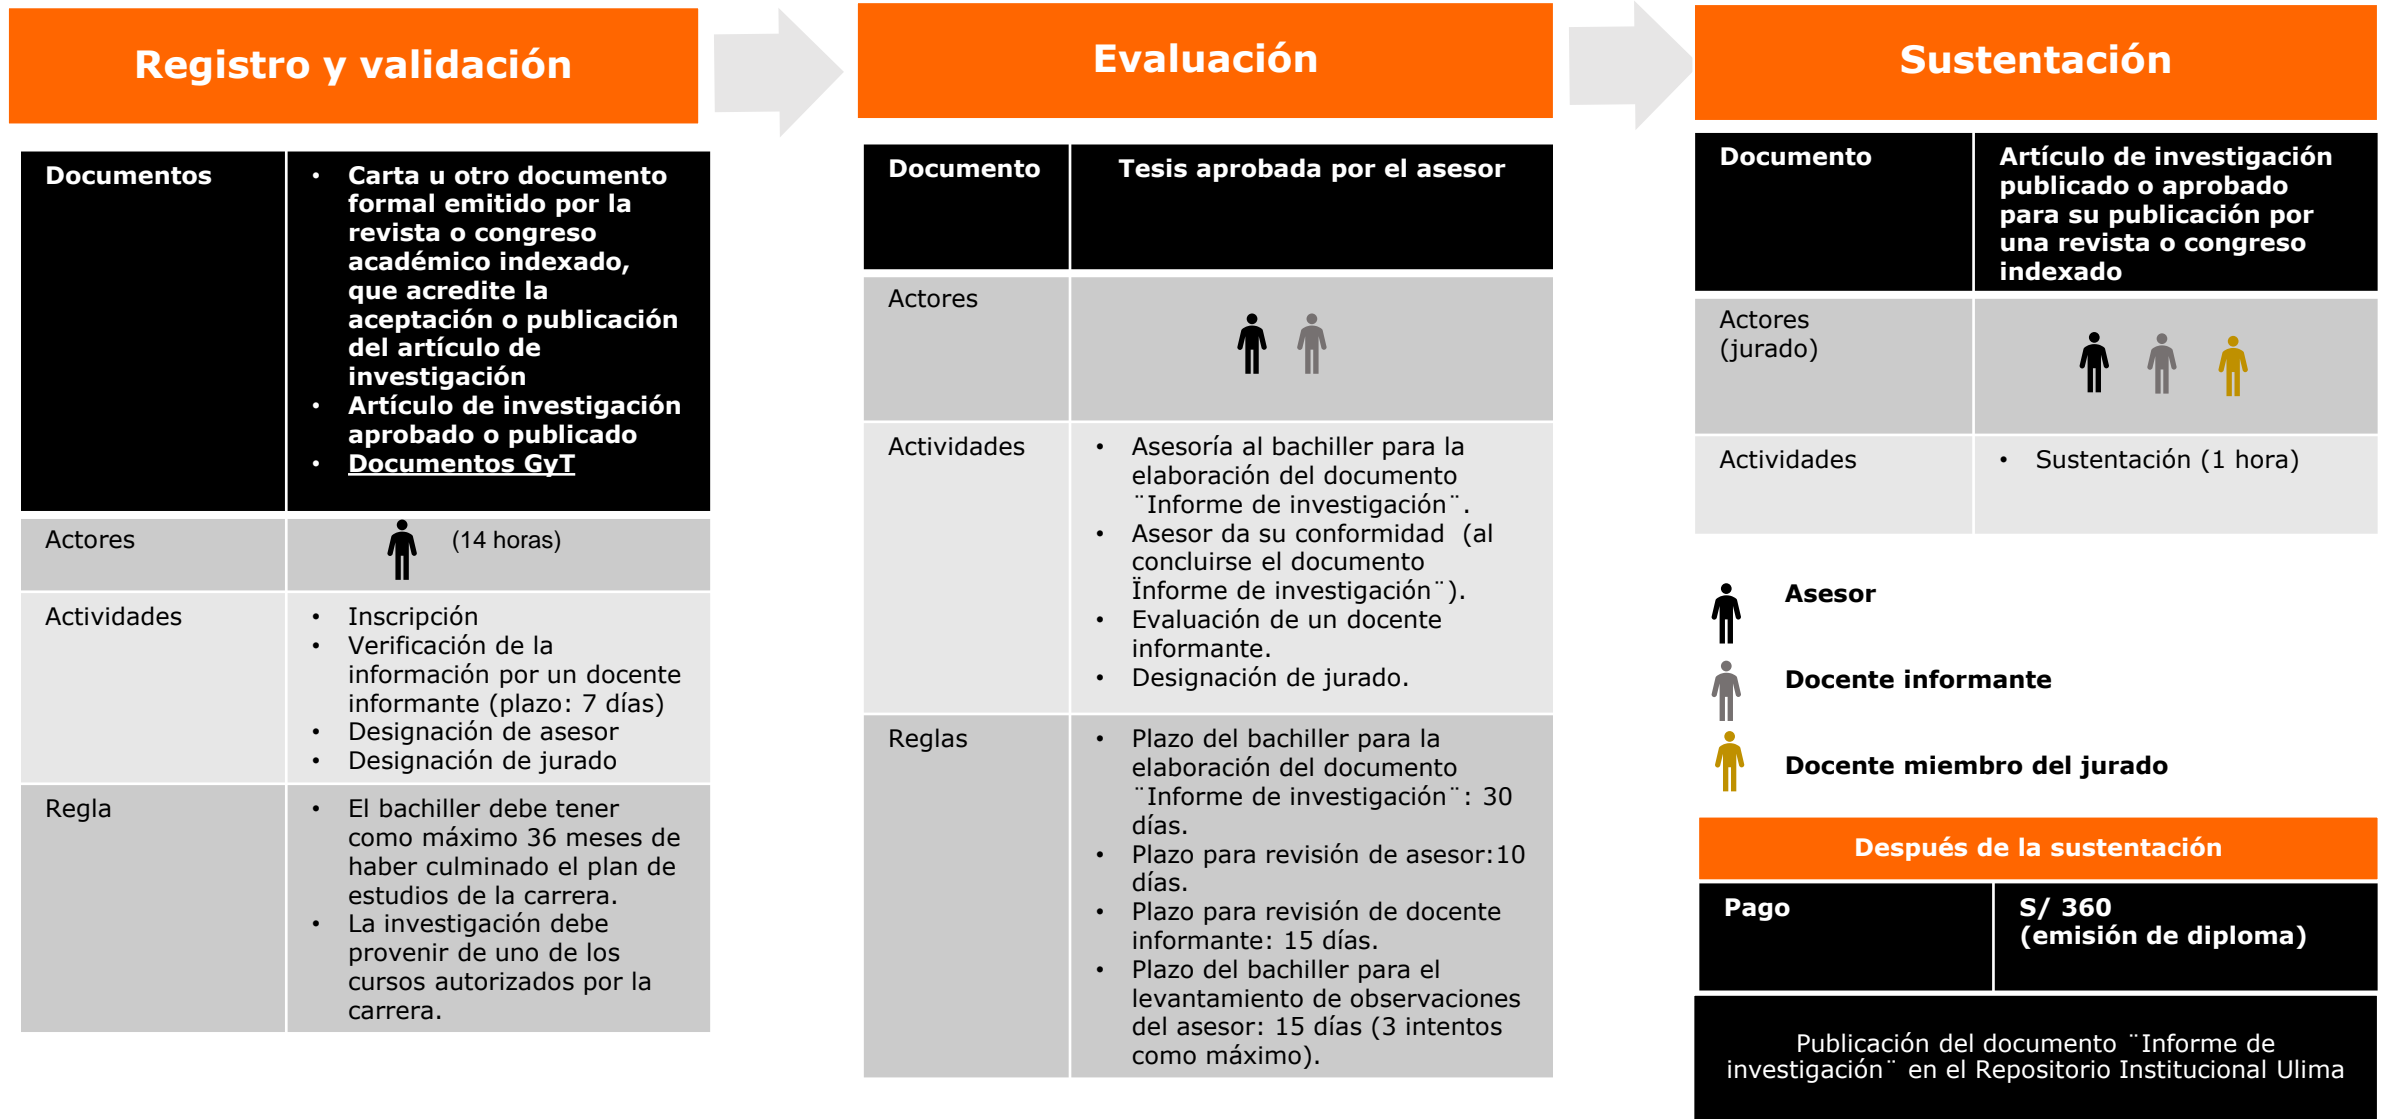 Registro y validación
Documentos
• Carta u otro documento
formal emitido por la
revista o congreso
académico indexado,
que acredite la
aceptación o publicación
del artículo de
investigación
• Artículo de investigación
aprobado o publicado
• Documentos GyT
Actores
(14 horas)
Actividades
• Inscripción
• Verificación de la
información por un docente
informante (plazo: 7 días)
• Designación de asesor
• Designación de jurado
Regla
• El bachiller debe tener
como máximo 36 meses de
haber culminado el plan de
estudios de la carrera.
• La investigación debe
provenir de uno de los
cursos autorizados por la
carrera.
Evaluación
Documento
Tesis aprobada por el asesor
Actores
Actividades
• Asesoría al bachiller para la
elaboración del documento
¨Informe de investigación¨.
• Asesor da su conformidad (al
concluirse el documento
Ïnforme de investigación¨).
• Evaluación de un docente
informante.
• Designación de jurado.
Reglas
• Plazo del bachiller para la
elaboración del documento
¨Informe de investigación¨: 30
días.
• Plazo para revisión de asesor:10
días.
• Plazo para revisión de docente
informante: 15 días.
• Plazo del bachiller para el
levantamiento de observaciones
del asesor: 15 días (3 intentos
como máximo).
Sustentación
Documento
Artículo de investigación
publicado o aprobado
para su publicación por
una revista o congreso
indexado
Actores
(jurado)
Actividades
• Sustentación (1 hora)
Asesor
Docente informante
Docente miembro del jurado
Después de la sustentación
Pago
S/ 360
(emisión de diploma)
Publicación del documento ¨Informe de
investigación¨ en el Repositorio Institucional Ulima